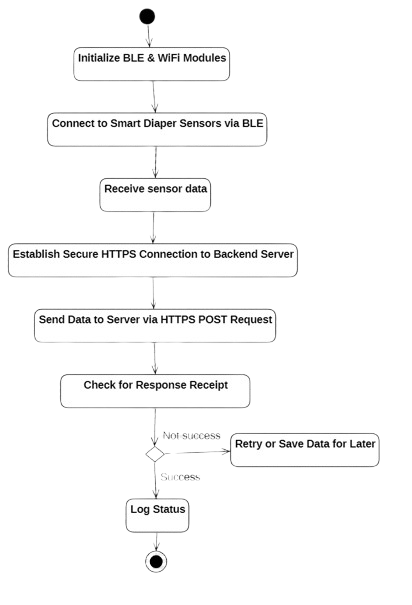 Initialize BLE & WiFi Modules
Connect to Smart Diaper Sensors via BLE
Receive sensor data
Establish Secure HTTPS Connection to Backend Server
Send Data to Server via HTTPS POST Request
Check for Response Receipt
Not success
Retry or Save Data for Later
Success
Log Status